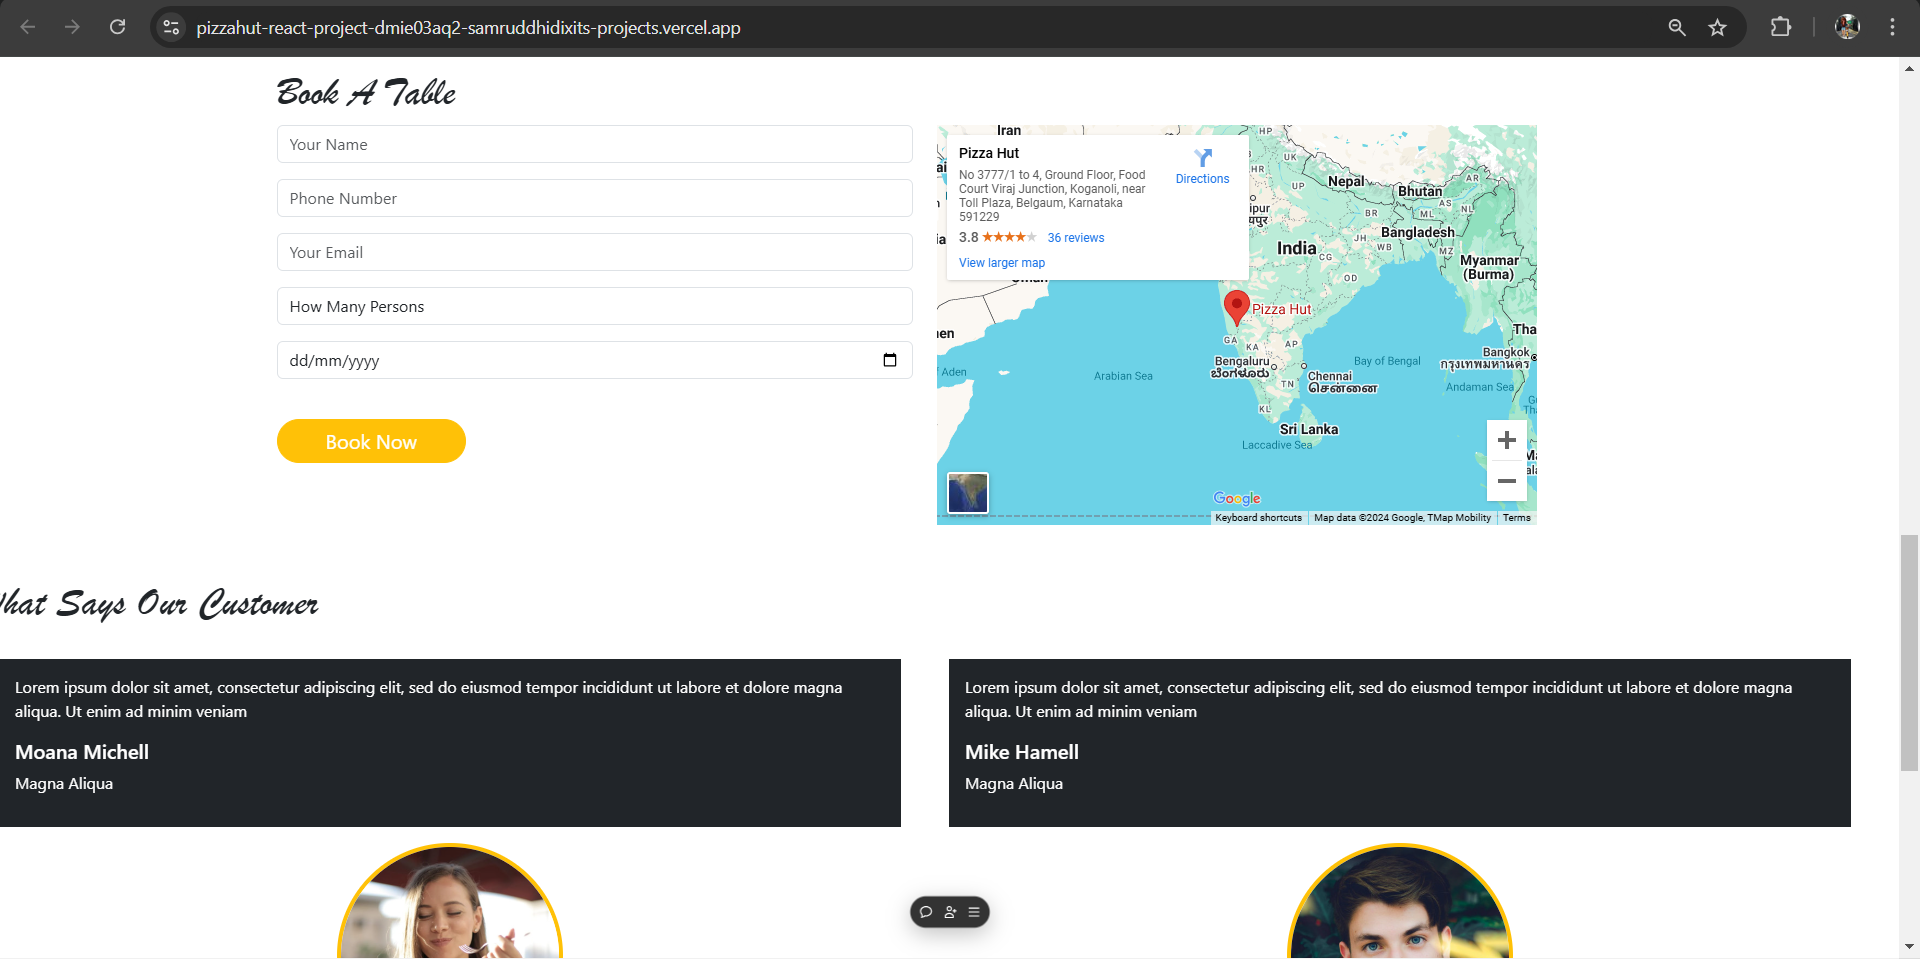 pizzahut-react-project-dmie03aq2-samruddhidixits-projects.vercel.app
Book A Table
Your Name
Phone Number
Your Email
How Many Persons
dd/mm/yyyy
Book Now
Pizza Hut
No 3777/1 to 4, Ground Floor, Food
Court Viraj Junction, Koganoli, near
Toll Plaza, Belgaum, Karnataka
591229
Directions
3.8
36 reviews
View larger map
Iran
HP
UK
HR
UP
Nepal
Bhutan
AR
AS
NL
BR
ML
Bangladesh
JH
WB
MZ
India
CG
OD
Myanmar
(Burma)
Pizza Hut
GA
KA
AP
Bengaluru
ಬೆಂಗಳೂರು
Chennai
சென்னை
TN
KL
Bay of Bengal
Arabian Sea
Bangkok
กรุงเทพมหานคร
Andaman Sea
Sri Lanka
Laccadive Sea
Google
Keyboard shortcuts
Map data ©2024 Google, TMap Mobility
Terms
Says Our Customer
Lorem ipsum dolor sit amet, consectetur adipiscing elit, sed do eiusmod tempor incididunt ut labore et dolore magna
aliqua. Ut enim ad minim veniam
Moana Michell
Magna Aliqua
Lorem ipsum dolor sit amet, consectetur adipiscing elit, sed do eiusmod tempor incididunt ut labore et dolore magna
aliqua. Ut enim ad minim veniam
Mike Hamell
Magna Aliqua